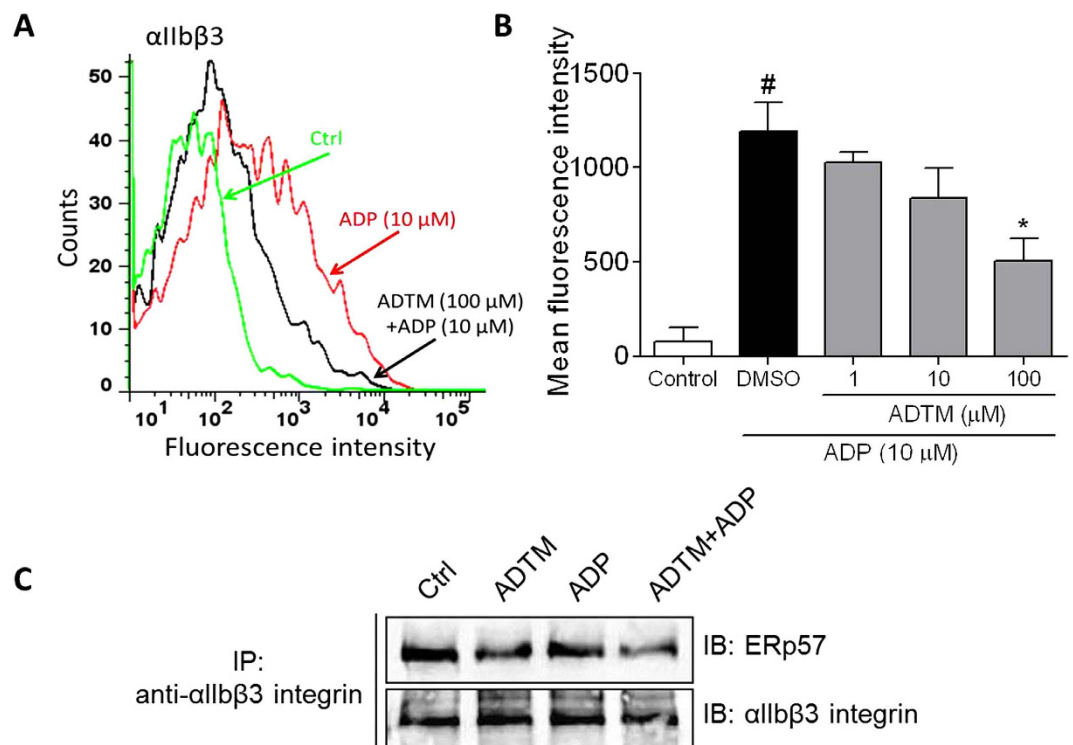 A
αIIbβ3
50
40
30
20
10
0
Counts
10¹ 10² 10³ 10⁴ 10⁵
Fluorescence intensity
Ctrl
ADP (10 μM)
ADTM (100 μM)
+ADP (10 μM)
B
1500
1000
500
0
Mean fluorescence intensity
#
*
Control DMSO 1 10 100
ADTM (μM)
ADP (10 μM)
C
Ctrl ADTM ADP ADTM+ADP
IP:
anti-αIIbβ3 integrin
IB: ERp57
IB: αIIbβ3 integrin